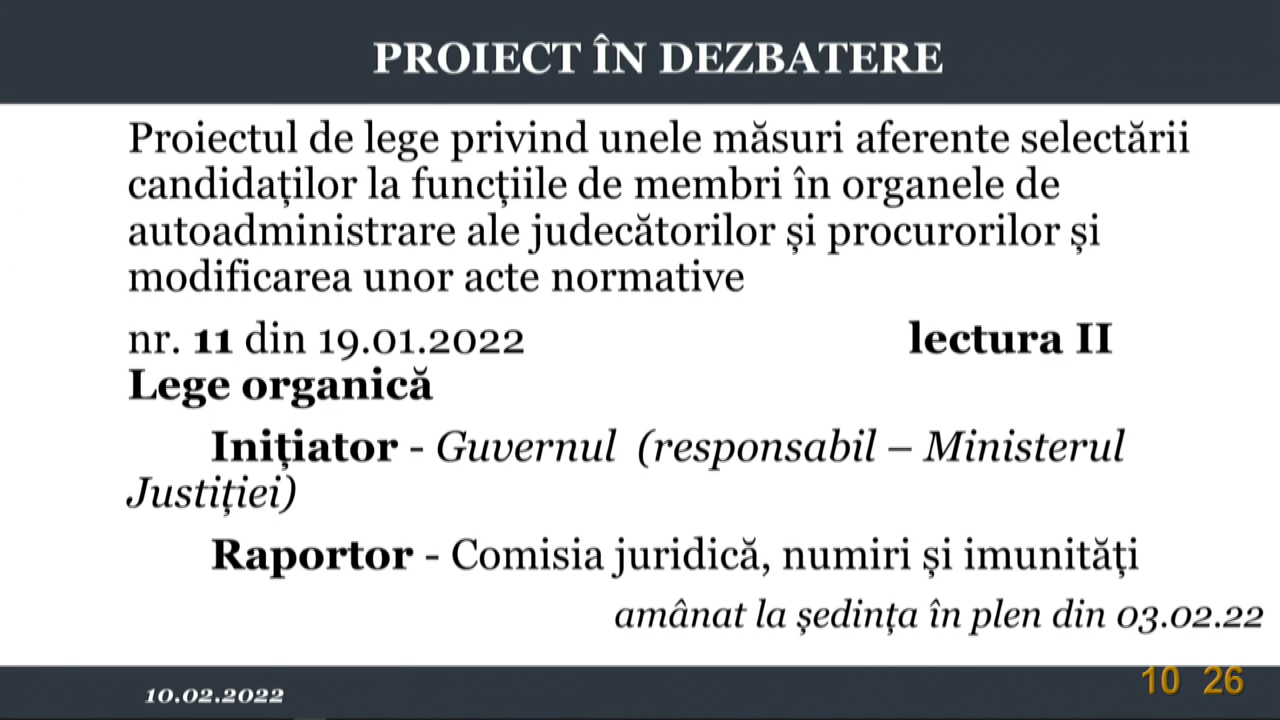 PROIECT ÎN DEZBATERE
Proiectul de lege privind unele măsuri aferente selectării
candidaților la funcțiile de membri în organele de
autoadministrare ale judecătorilor și procurorilor și
modificarea unor acte normative
nr. 11 din 19.01.2022 lectura II
Lege organică
Inițiator - Guvernul (responsabil – Ministerul
Justiției)
Raportor - Comisia juridică, numiri și imunități
amânat la ședința în plen din 03.02.22
10.02.2022
10 26